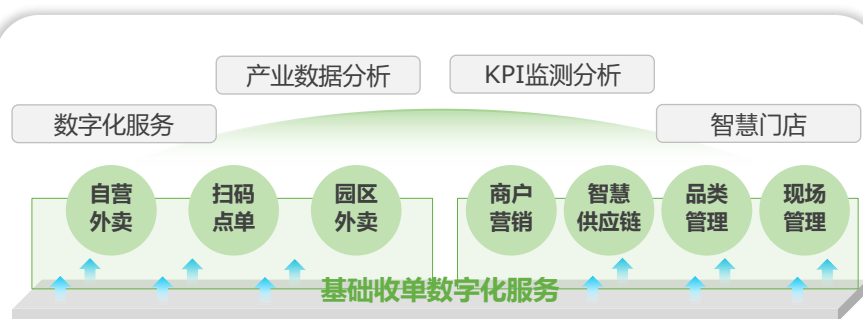 产业数据分析
KPI监测分析
数字化服务
智慧门店
自营
外卖
扫码
点单
园区
外卖
商户
营销
智慧
供应链
品类
管理
现场
管理
基础收单数字化服务